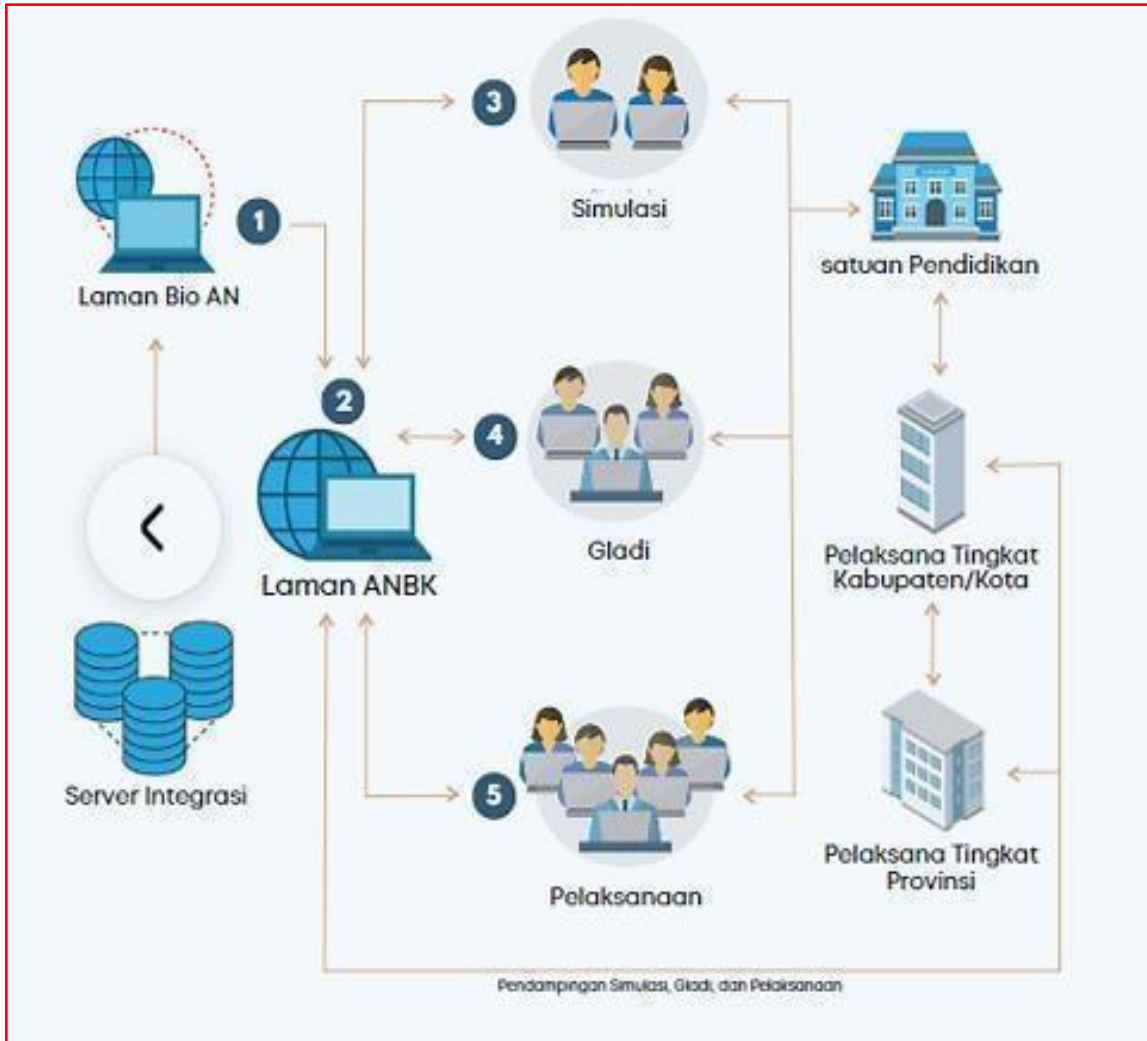 3
Simulasi
1
Laman Bio AN
satuan Pendidikan
2
4
Laman ANBK
Gladi
Pelaksana Tingkat
Kabupaten/Kota
Server Integrasi
5
Pelaksanaan
Pelaksana Tingkat
Provinsi
Pendampingan Simulasi, Gladi, dan Pelaksanaan